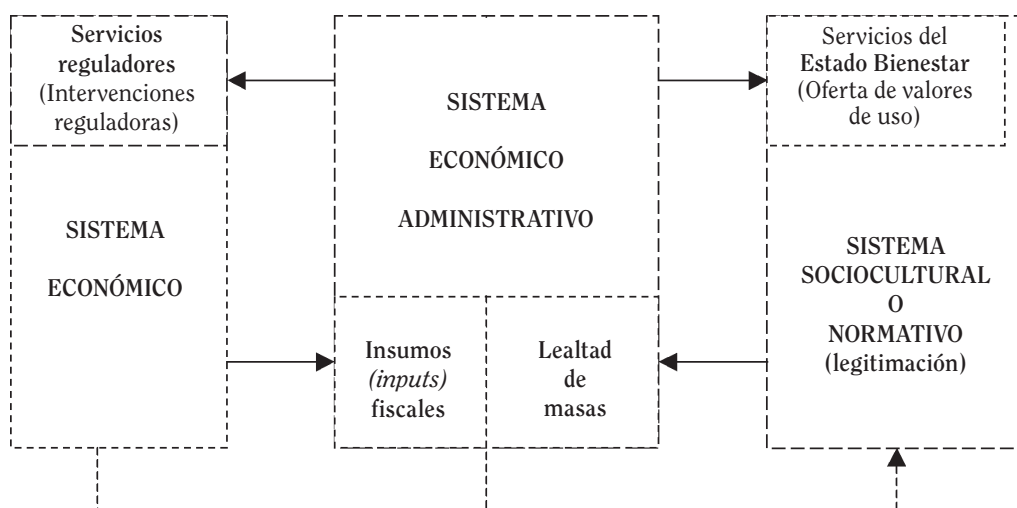 Servicios
reguladores
(Intervenciones
reguladoras)
SISTEMA
ECONÓMICO
SISTEMA
ECONÓMICO
ADMINISTRATIVO
Insumos
(inputs)
fiscales
Lealtad
de
masas
Servicios del
Estado Bienestar
(Oferta de valores
de uso)
SISTEMA
SOCIOCULTURAL
O
NORMATIVO
(legitimación)